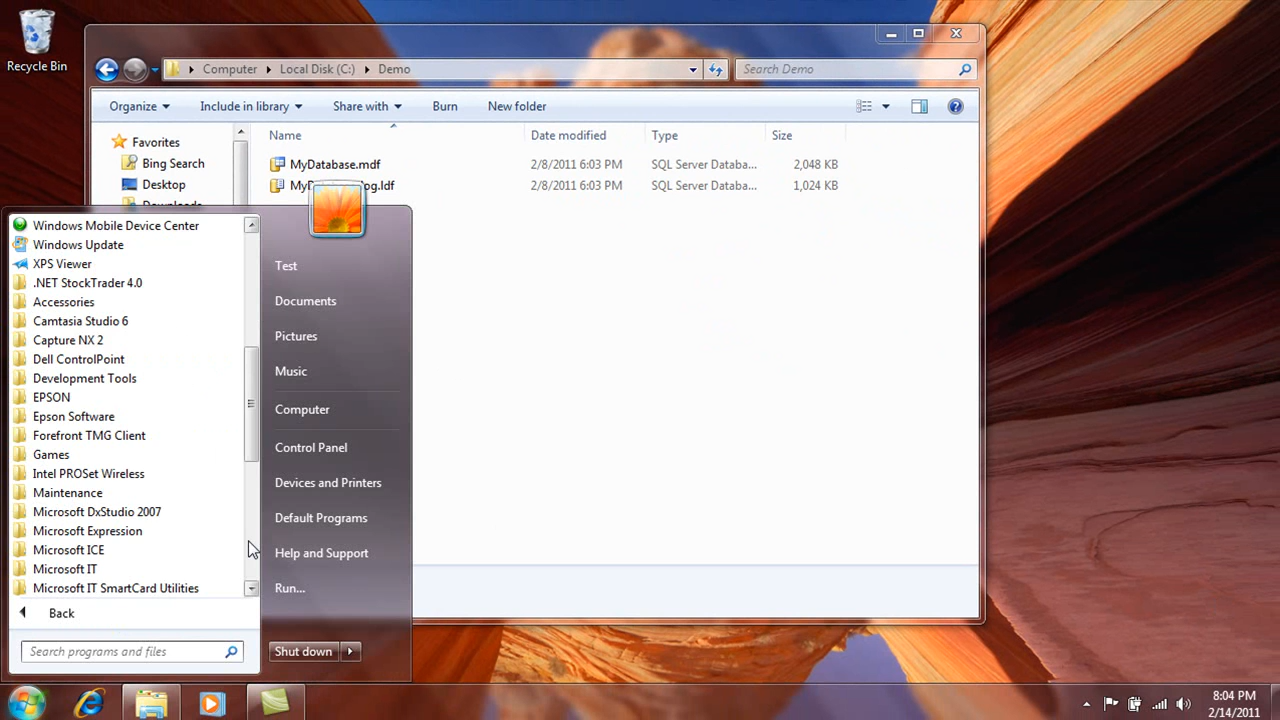 Recycle Bin
Computer
Local Disk (C:)
Demo
Search Demo
Organize
Include in library
Share with
Burn
New folder
Name
Date modified
Type
Size
Favorites
Bing Search
Desktop
MyDatabase.mdf
2/8/2011 6:03 PM
SQL Server Databa...
2,048 KB
2/8/2011 6:03 PM
SQL Server Databa...
1,024 KB
Windows Mobile Device Center
Windows Update
XPS Viewer
.NET StockTrader 4.0
Accessories
Camtasia Studio 6
Capture NX 2
Dell ControlPoint
Development Tools
EPSON
Epson Software
Forefront TMG Client
Games
Intel PROSet Wireless
Maintenance
Microsoft DxStudio 2007
Microsoft Expression
Microsoft ICE
Microsoft IT
Microsoft IT SmartCard Utilities
Back
Search programs and files
Test
Documents
Pictures
Music
Computer
Control Panel
Devices and Printers
Default Programs
Help and Support
Run...
Shut down
8:04 PM
2/14/2011